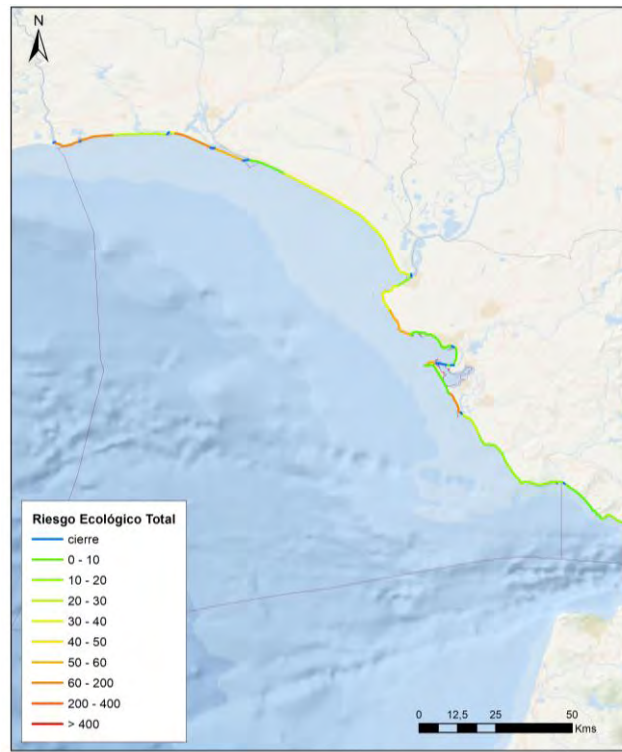 N
Riesgo Ecológico Total
cierre
0 - 10
10 - 20
20 - 30
30 - 40
40 - 50
50 - 60
60 - 200
200 - 400
> 400
0 12,5 25 50
Kms